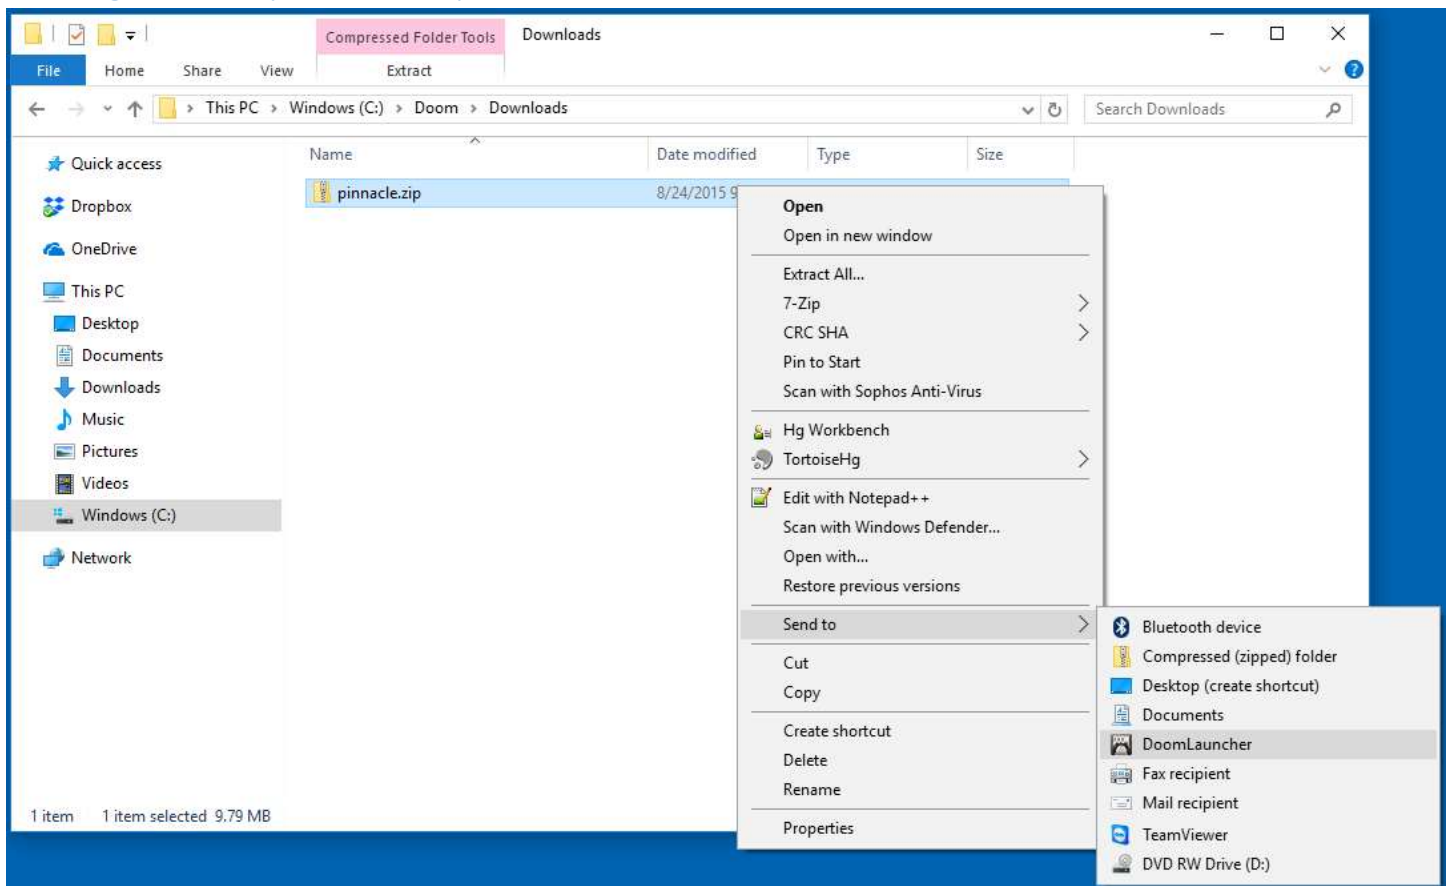 Compressed Folder Tools
Downloads
File
Home
Share
View
Extract
This PC
Windows (C:)
Doom
Downloads
Search Downloads
Name
Date modified
Type
Size
Quick access
Dropbox
OneDrive
This PC
Desktop
Documents
Downloads
Music
Pictures
Videos
Windows (C:)
Network
pinnacle.zip
8/24/2015 9
Open
Open in new window
Extract All...
7-Zip
CRC SHA
Pin to Start
Scan with Sophos Anti-Virus
Hg Workbench
TortoiseHg
Edit with Notepad++
Scan with Windows Defender...
Open with...
Restore previous versions
Send to
Cut
Copy
Create shortcut
Delete
Rename
Properties
Bluetooth device
Compressed (zipped) folder
Desktop (create shortcut)
Documents
DoomLauncher
Fax recipient
Mail recipient
TeamViewer
DVD RW Drive (D:)
1 item
1 item selected 9.79 MB